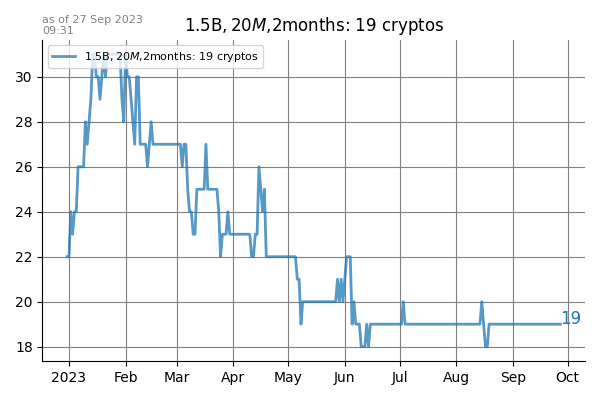 as of 27 Sep 2023
09:31
1.5B, 20M,2months: 19 cryptos
1.5B, 20M,2months: 19 cryptos
30
28
26
24
22
20
18
19
2023 Feb Mar Apr May Jun Jul Aug Sep Oct